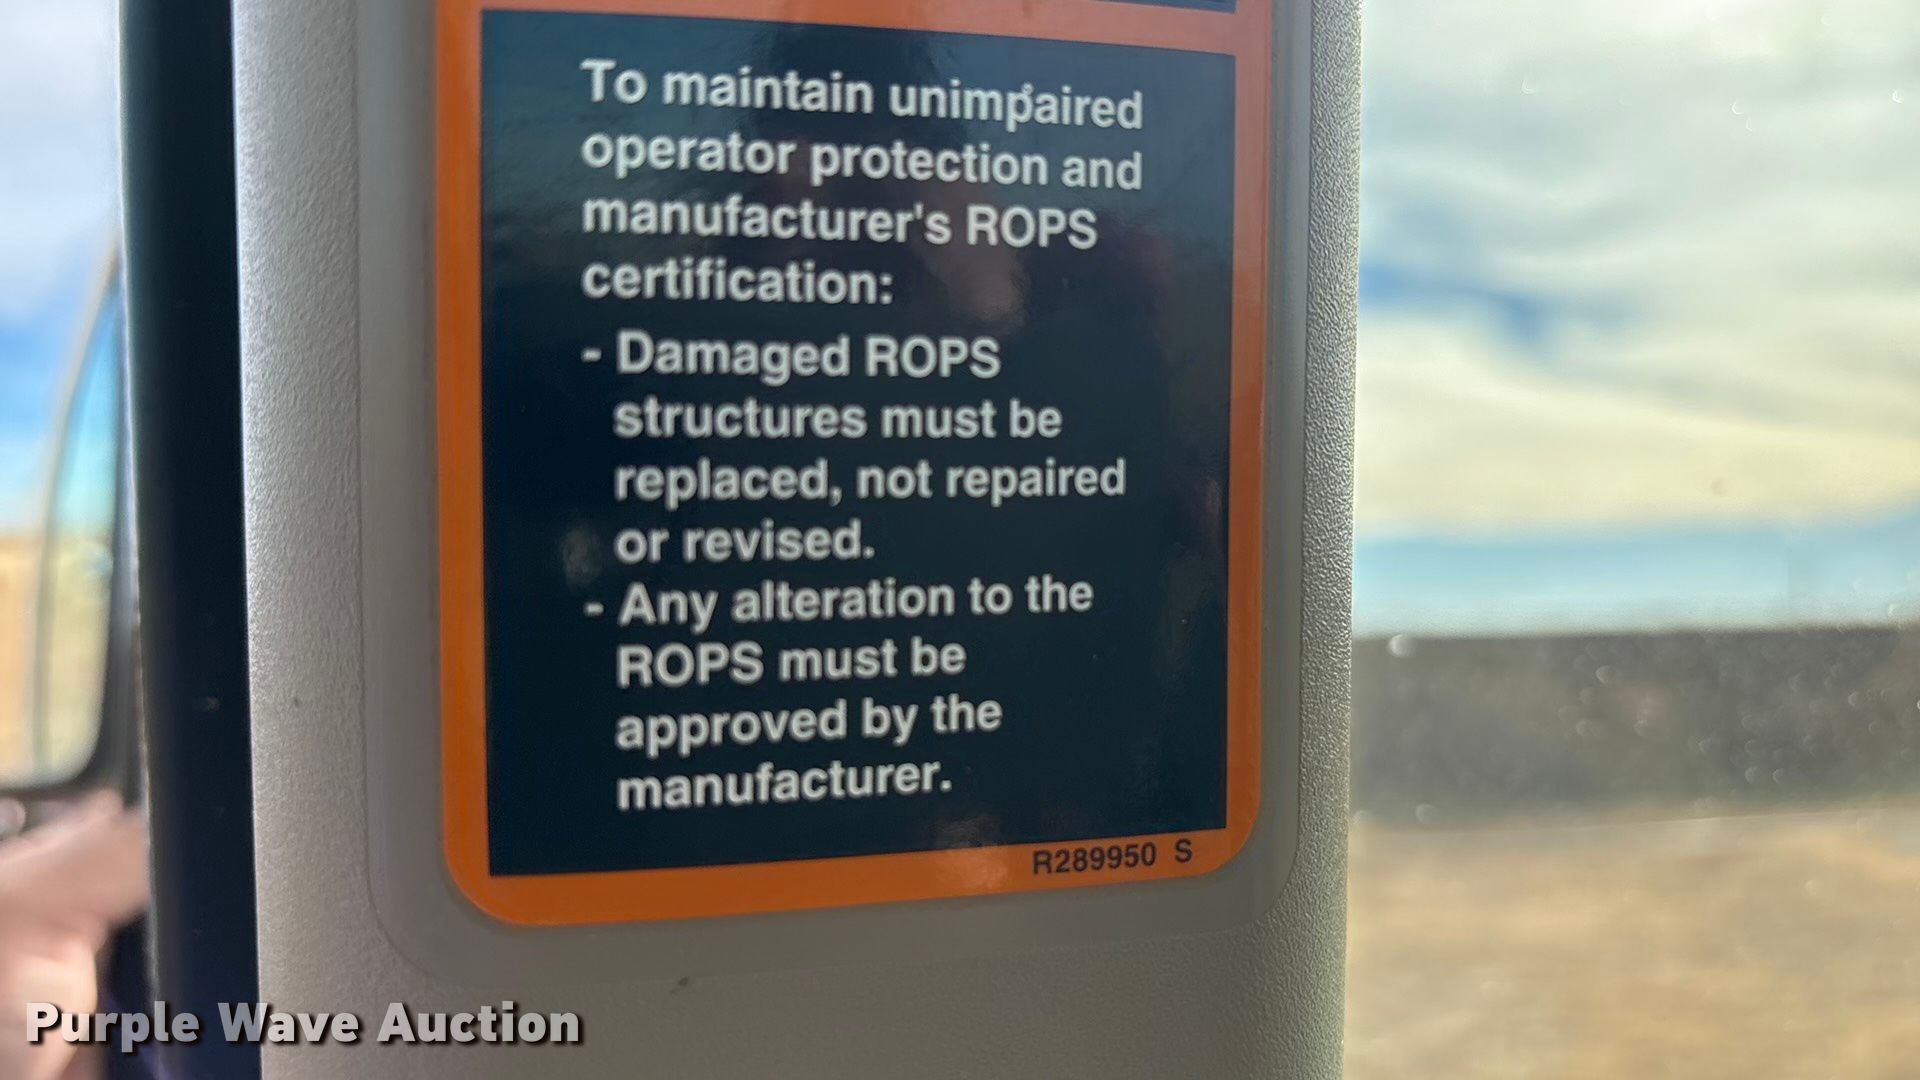 To maintain unimpaired
operator protection and
manufacturer's ROPS
certification:
- Damaged ROPS
structures must be
replaced, not repaired
or revised.
- Any alteration to the
ROPS must be
approved by the
manufacturer.
R289950 S
Purple Wave Auction